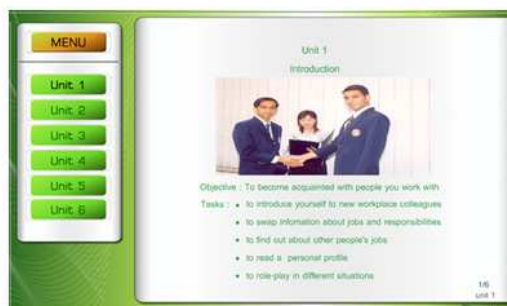 MENU
Unit 1
Unit 2
Unit 3
Unit 4
Unit 5
Unit 6
Unit 1
Introduction
Objective : To become acquainted with people you work with
Tasks : • to introduce yourself to new workplace colleagues
• to swap infomation about jobs and responsibilities
• to find out about other people's jobs
• to read a personal profile
• to role-play in different situations
1/6
unit 1